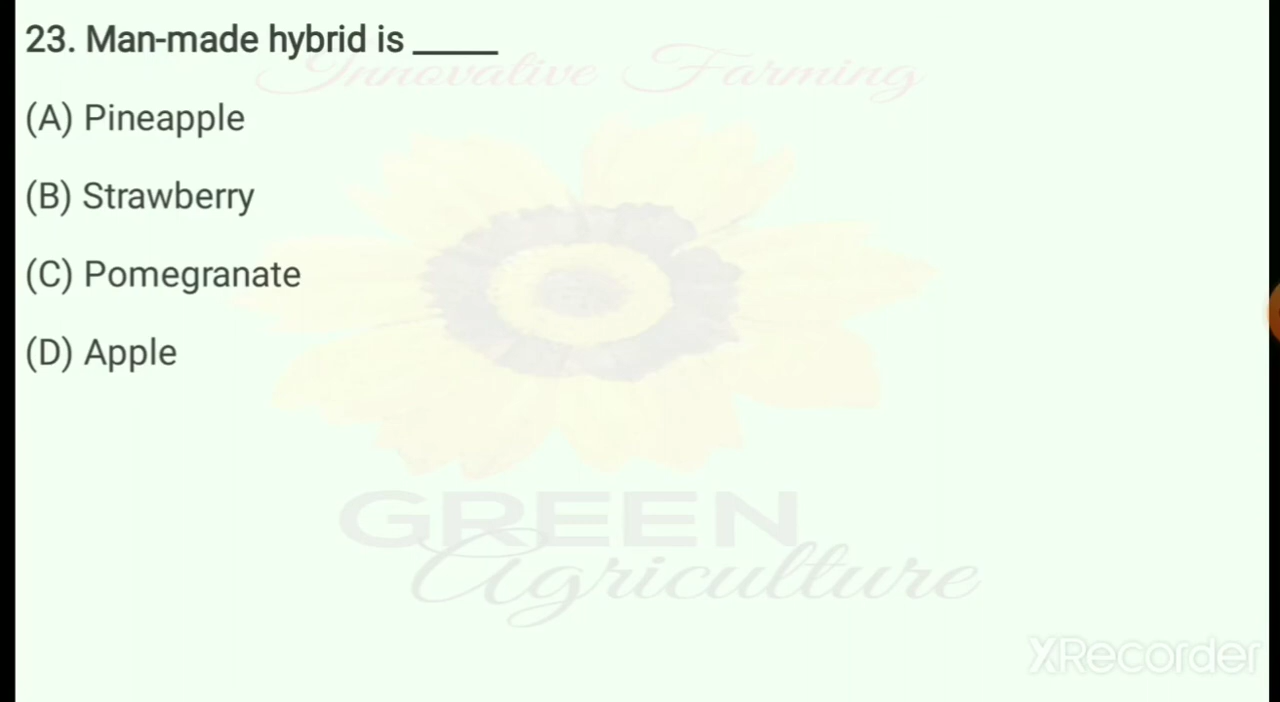 23. Man-made hybrid is _____
Innovative Farming
(A) Pineapple
(B) Strawberry
(C) Pomegranate
(D) Apple
GREEN
Agriculture
XRecorder